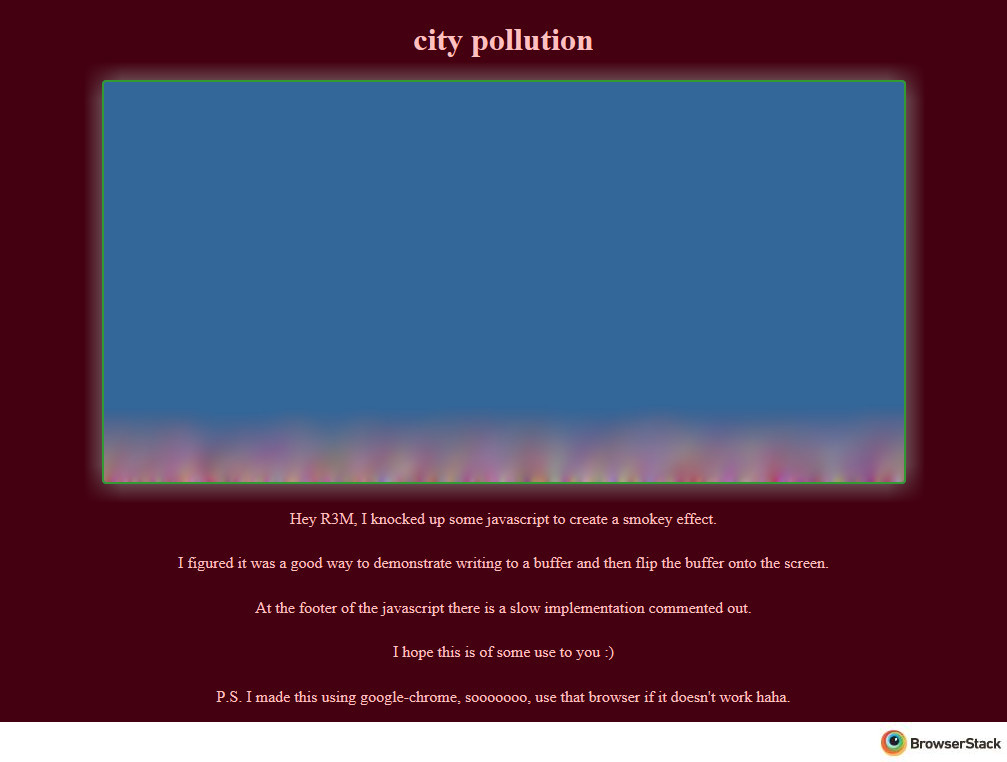 city pollution
Hey R3M, I knocked up some javascript to create a smokey effect.
I figured it was a good way to demonstrate writing to a buffer and then flip the buffer onto the screen.
At the footer of the javascript there is a slow implementation commented out.
I hope this is of some use to you :)
P.S. I made this using google-chrome, sooooooo, use that browser if it doesn't work haha.
BrowserStack